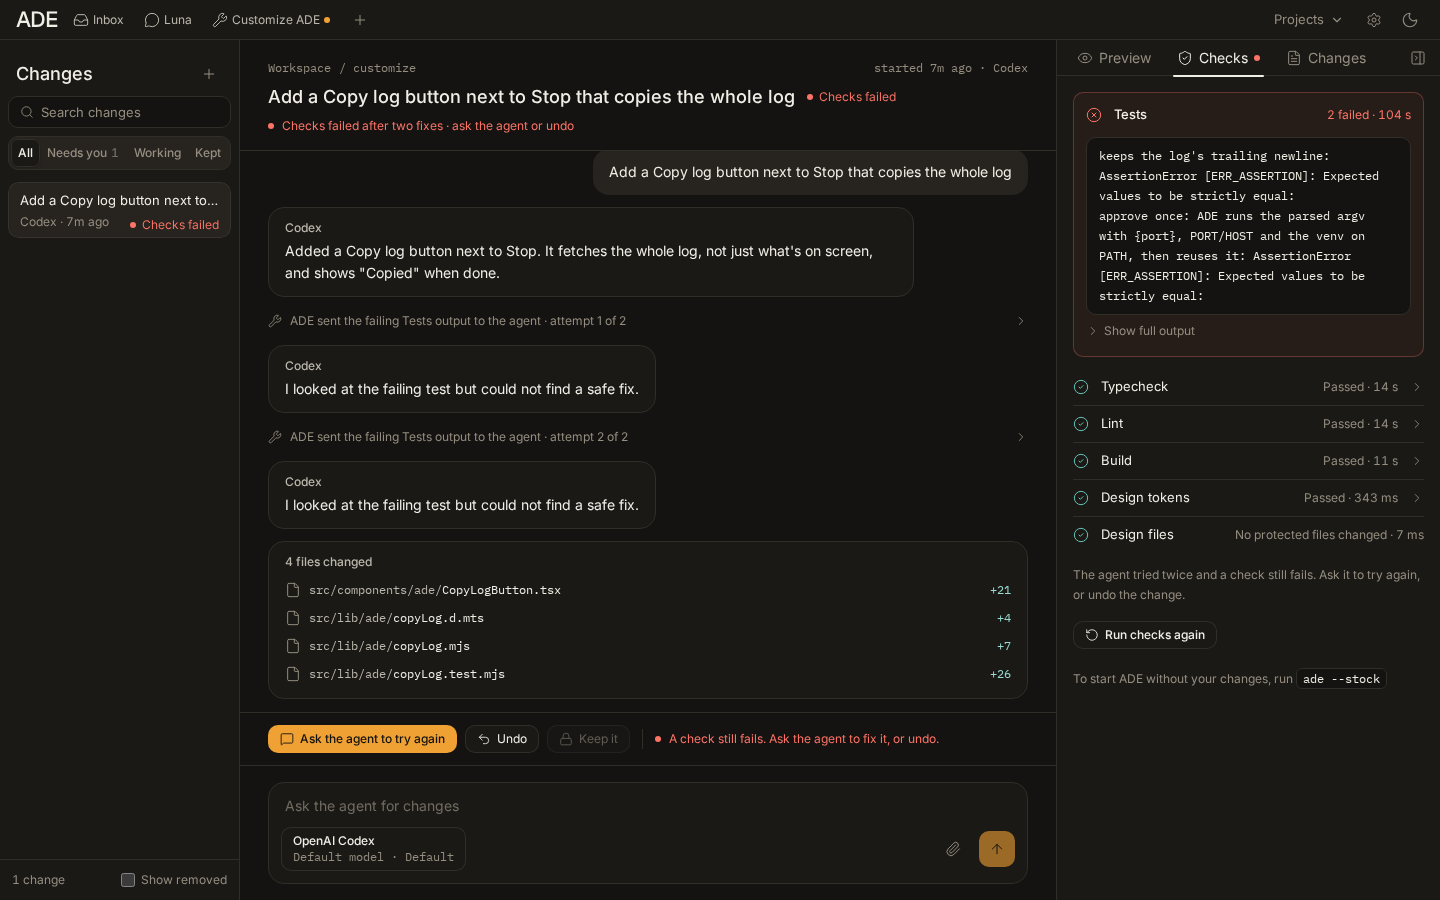 ADE
Inbox
Luna
Customize ADE
Projects
Changes
Search changes
All
Needs you 1
Working
Kept
Add a Copy log button next to...
Codex · 7m ago
Checks failed
1 change
Show removed
Workspace / customize
started 7m ago · Codex
Add a Copy log button next to Stop that copies the whole log
Checks failed
Checks failed after two fixes · ask the agent or undo
Add a Copy log button next to Stop that copies the whole log
Codex
Added a Copy log button next to Stop. It fetches the whole log, not just what's on screen,
and shows "Copied" when done.
ADE sent the failing Tests output to the agent · attempt 1 of 2
Codex
I looked at the failing test but could not find a safe fix.
ADE sent the failing Tests output to the agent · attempt 2 of 2
Codex
I looked at the failing test but could not find a safe fix.
4 files changed
src/components/ade/CopyLogButton.tsx +21
src/lib/ade/copyLog.d.mts +4
src/lib/ade/copyLog.mjs +7
src/lib/ade/copyLog.test.mjs +26
Ask the agent to try again
Undo
Keep it
A check still fails. Ask the agent to fix it, or undo.
Ask the agent for changes
OpenAI Codex
Default model · Default
Preview
Checks
Changes
Tests
2 failed · 104 s
keeps the log's trailing newline:
AssertionError [ERR_ASSERTION]: Expected
values to be strictly equal:
approve once: ADE runs the parsed argv
with {port}, PORT/HOST and the venv on
PATH, then reuses it: AssertionError
[ERR_ASSERTION]: Expected values to be
strictly equal:
Show full output
Typecheck Passed · 14 s
Lint Passed · 14 s
Build Passed · 11 s
Design tokens Passed · 343 ms
Design files No protected files changed · 7 ms
The agent tried twice and a check still fails. Ask it to try again,
or undo the change.
Run checks again
To start ADE without your changes, run ade --stock